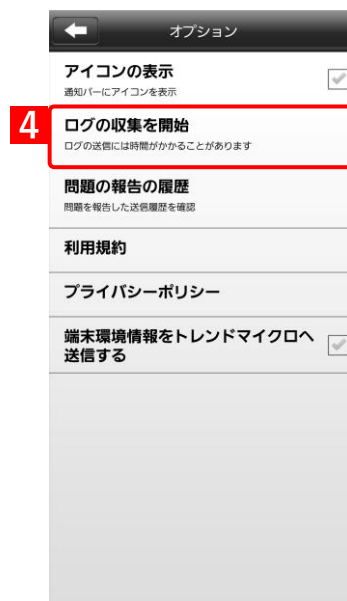 オプション
アイコンの表示
通知バーにアイコンを表示
4
ログの収集を開始
ログの送信には時間がかかることがあります
問題の報告の履歴
問題を報告した送信履歴を確認
利用規約
プライバシーポリシー
端末環境情報をトレンドマイクロへ
送信する